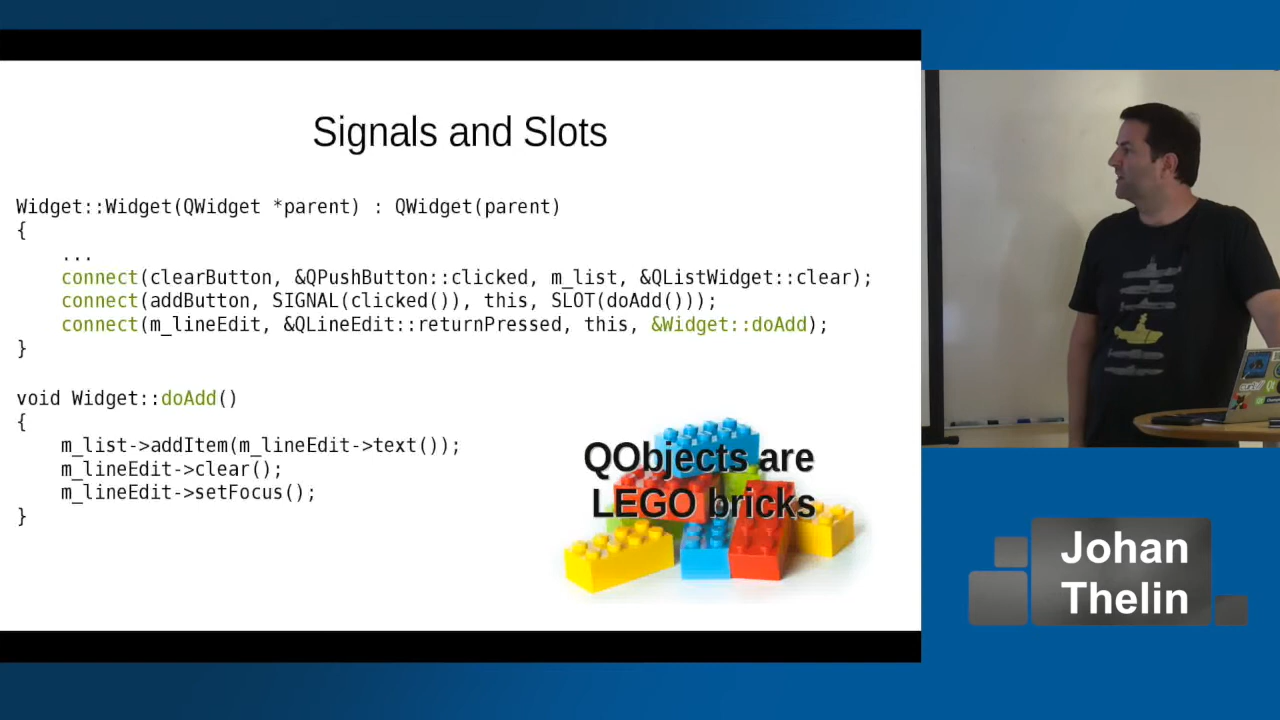 Signals and Slots
Widget::Widget(QWidget *parent) : QWidget(parent)
{
...
connect(clearButton, &QPushButton::clicked, m_list, &QListWidget::clear);
connect(addButton, SIGNAL(clicked()), this, SLOT(doAdd()));
connect(m_lineEdit, &QLineEdit::returnPressed, this, &Widget::doAdd);
}
void Widget::doAdd()
{
m_list->addItem(m_lineEdit->text());
m_lineEdit->clear();
m_lineEdit->setFocus();
}
QObjects are
LEGO bricks
Johan
Thelin